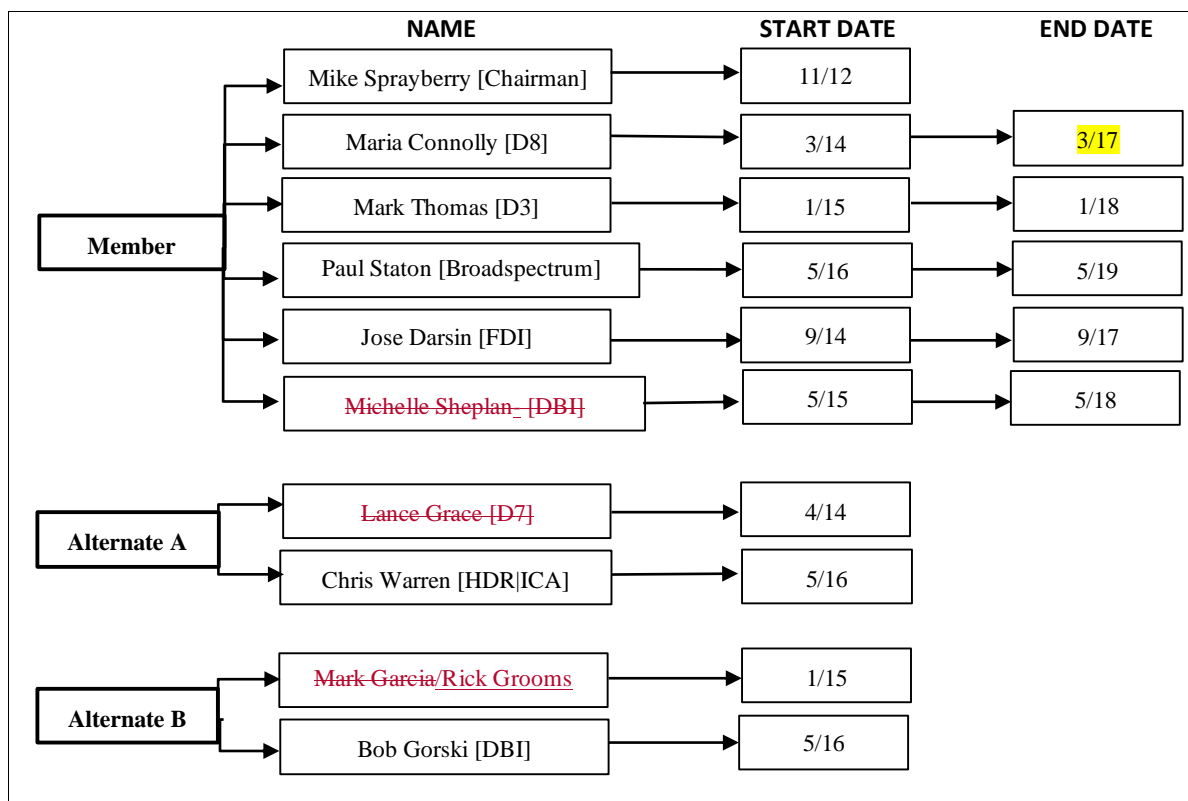 NAME START DATE END DATE
Mike Sprayberry [Chairman] 11/12
Maria Connolly [D8] 3/14 3/17
Mark Thomas [D3] 1/15 1/18
Member
Paul Staton [Broadspectrum] 5/16 5/19
Jose Darsin [FDI] 9/14 9/17
Michelle Sheplan- [DBI] 5/15 5/18
Lance Grace [D7] 4/14
Alternate A
Chris Warren [HDR|ICA] 5/16
Mark Garcia/Rick Grooms 1/15
Alternate B
Bob Gorski [DBI] 5/16